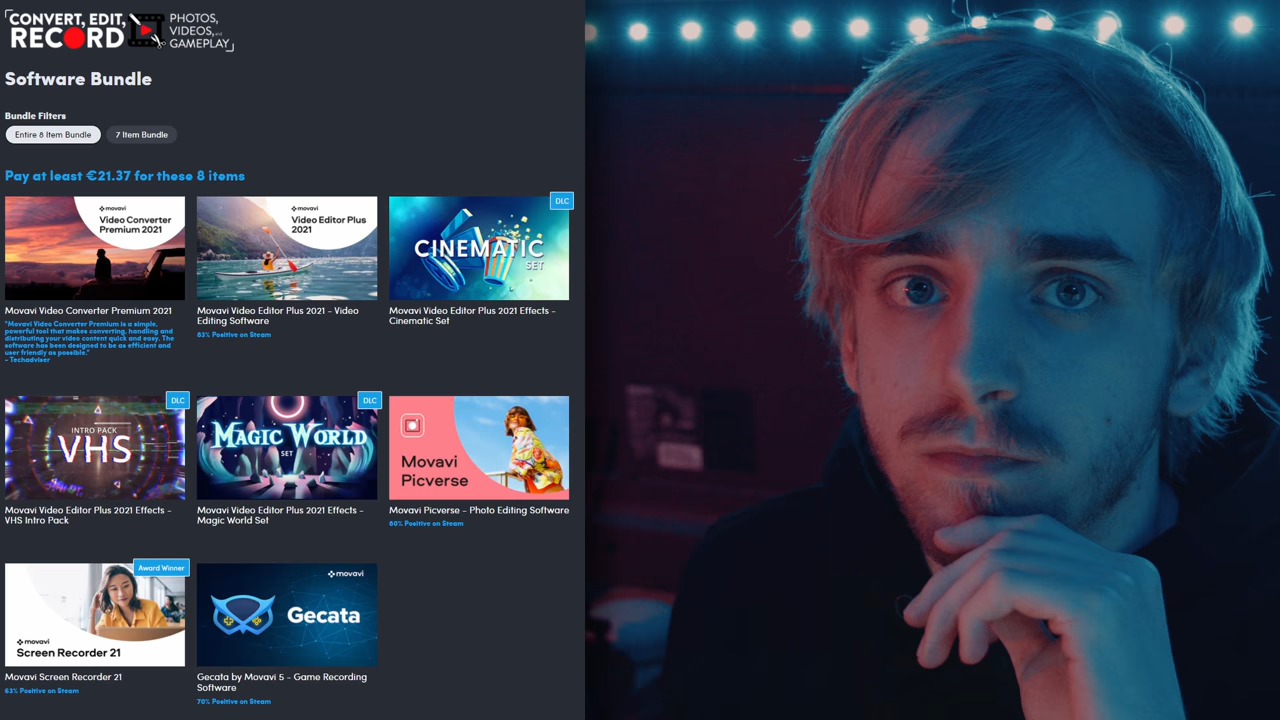 CONVERT, EDIT,
RECORD
PHOTOS,
VIDEOS, and
GAMEPLAY
Software Bundle
Bundle Filters
Entire 8 Item Bundle
7 Item Bundle
Pay at least €21.37 for these 8 items
movavi
Video Converter
Premium 2021
Movavi Video Converter Premium 2021
"Movavi Video Converter Premium is a simple,
powerful tool that makes converting, handling and
distributing your video content quick and easy. The
software has been designed to be as efficient and
user friendly as possible."
– Techadviser
movavi
Video Editor Plus
2021
Movavi Video Editor Plus 2021 - Video
Editing Software
83% Positive on Steam
DLC
CINEMATIC
SET
Movavi Video Editor Plus 2021 Effects -
Cinematic Set
DLC
INTRO PACK
VHS
Movavi Video Editor Plus 2021 Effects -
VHS Intro Pack
DLC
MAGIC WORLD
SET
Movavi Video Editor Plus 2021 Effects -
Magic World Set
Movavi
Picverse
Movavi Picverse - Photo Editing Software
60% Positive on Steam
Award Winner
movavi
Screen Recorder 21
Movavi Screen Recorder 21
63% Positive on Steam
movavi
Gecata
Gecata by Movavi 5 - Game Recording
Software
70% Positive on Steam